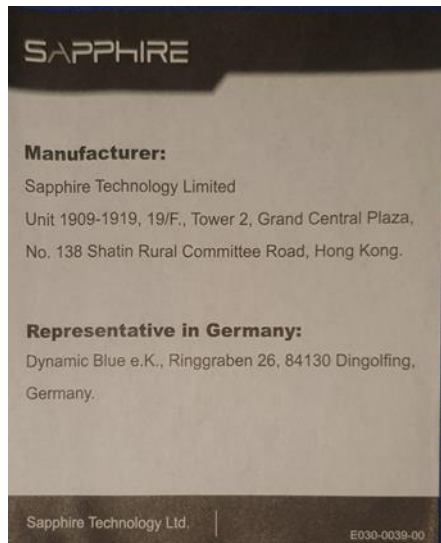 SAPPHIRE
Manufacturer:
Sapphire Technology Limited
Unit 1909-1919, 19/F., Tower 2, Grand Central Plaza,
No. 138 Shatin Rural Committee Road, Hong Kong.
Representative in Germany:
Dynamic Blue e.K., Ringgraben 26, 84130 Dingolfing,
Germany.
Sapphire Technology Ltd.
E030-0039-00